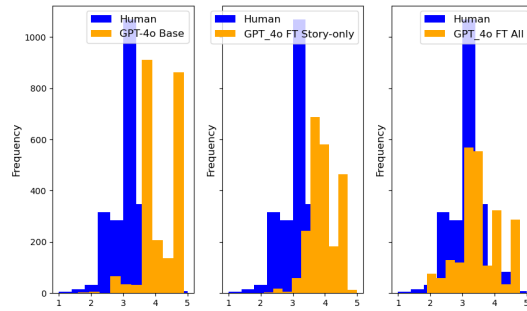 Human
GPT-4o Base
Human
GPT_4o FT Story-only
Human
GPT_4o FT All
Frequency
Frequency
Frequency
1000
800
600
400
200
0
1 2 3 4 5
1 2 3 4 5
1 2 3 4 5